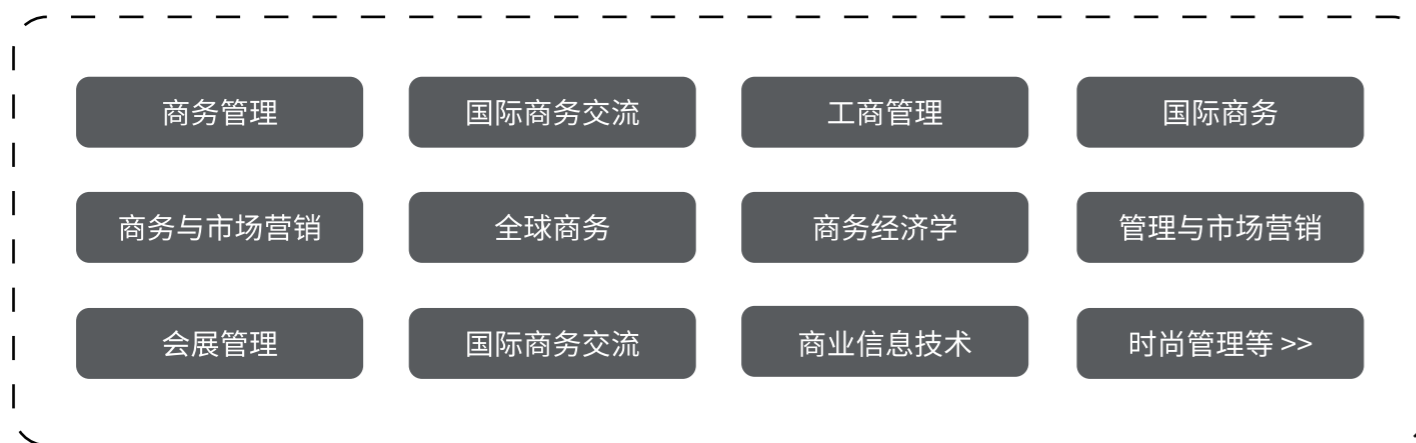 商务管理
国际商务交流
工商管理
国际商务
商务与市场营销
全球商务
商务经济学
管理与市场营销
会展管理
国际商务交流
商业信息技术
时尚管理等 >>